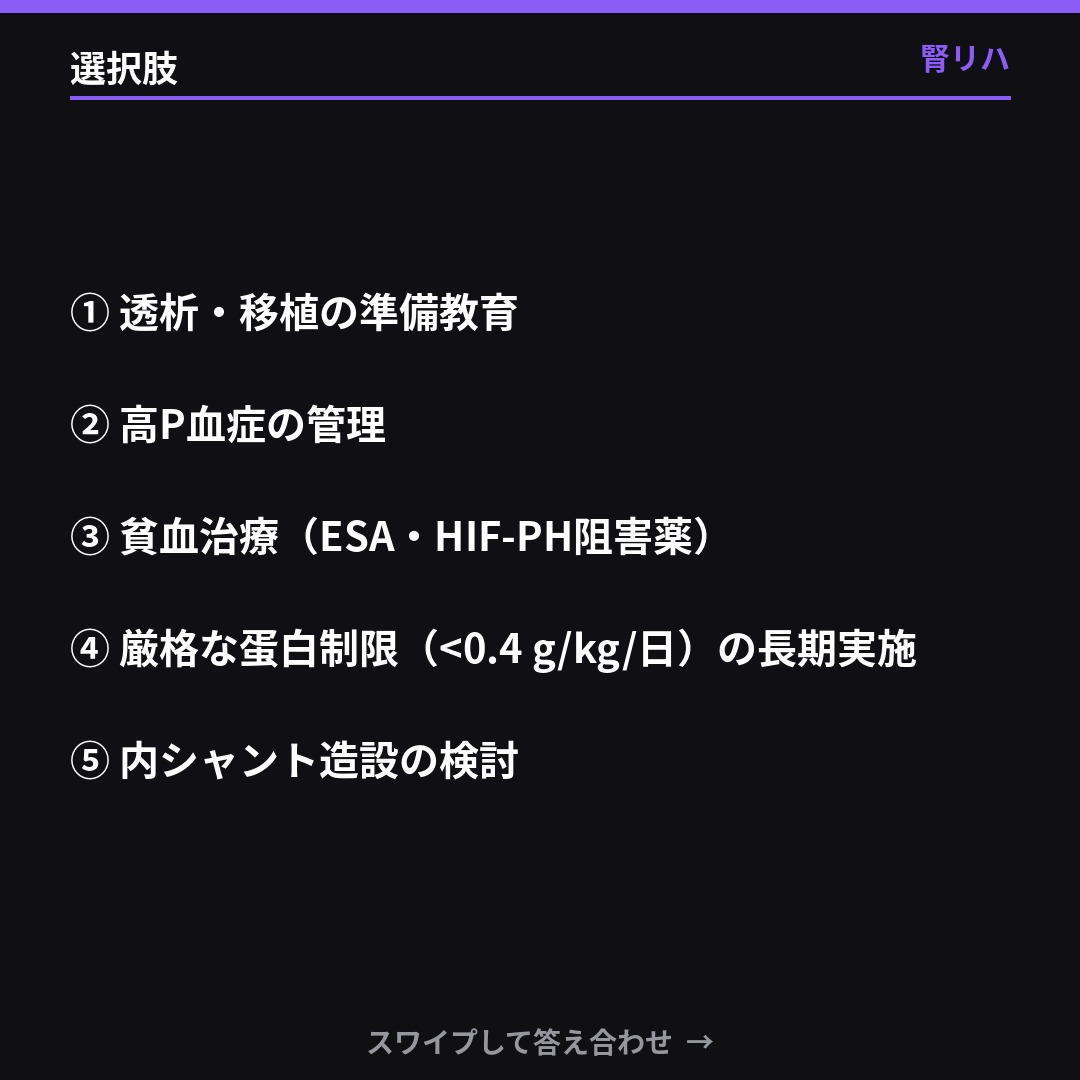 選択肢
腎リハ
① 透析・移植の準備教育
② 高P血症の管理
③ 貧血治療（ESA・HIF-PH阻害薬）
④ 厳格な蛋白制限（<0.4 g/kg/日）の長期実施
⑤ 内シャント造設の検討
スワイプして答え合わせ →